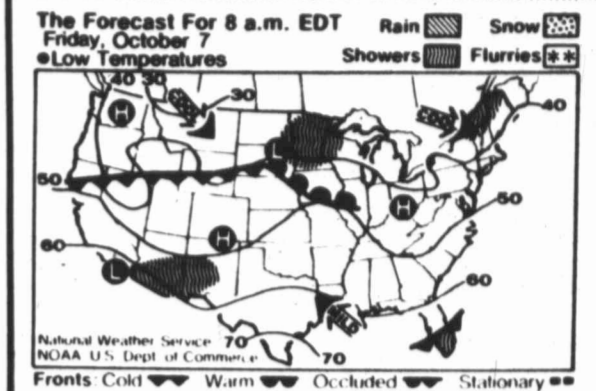 The Forecast For 8 a.m. EDT
Friday, October 7
●Low Temperatures
Rain Snow
Showers Flurries
40 30
30
40
H
L
50
H
50
H
60
L
60
MILD
National Weather Service
NOAA U S Dept of Commerce
70
70
Fronts: Cold Warm Occluded Stationary